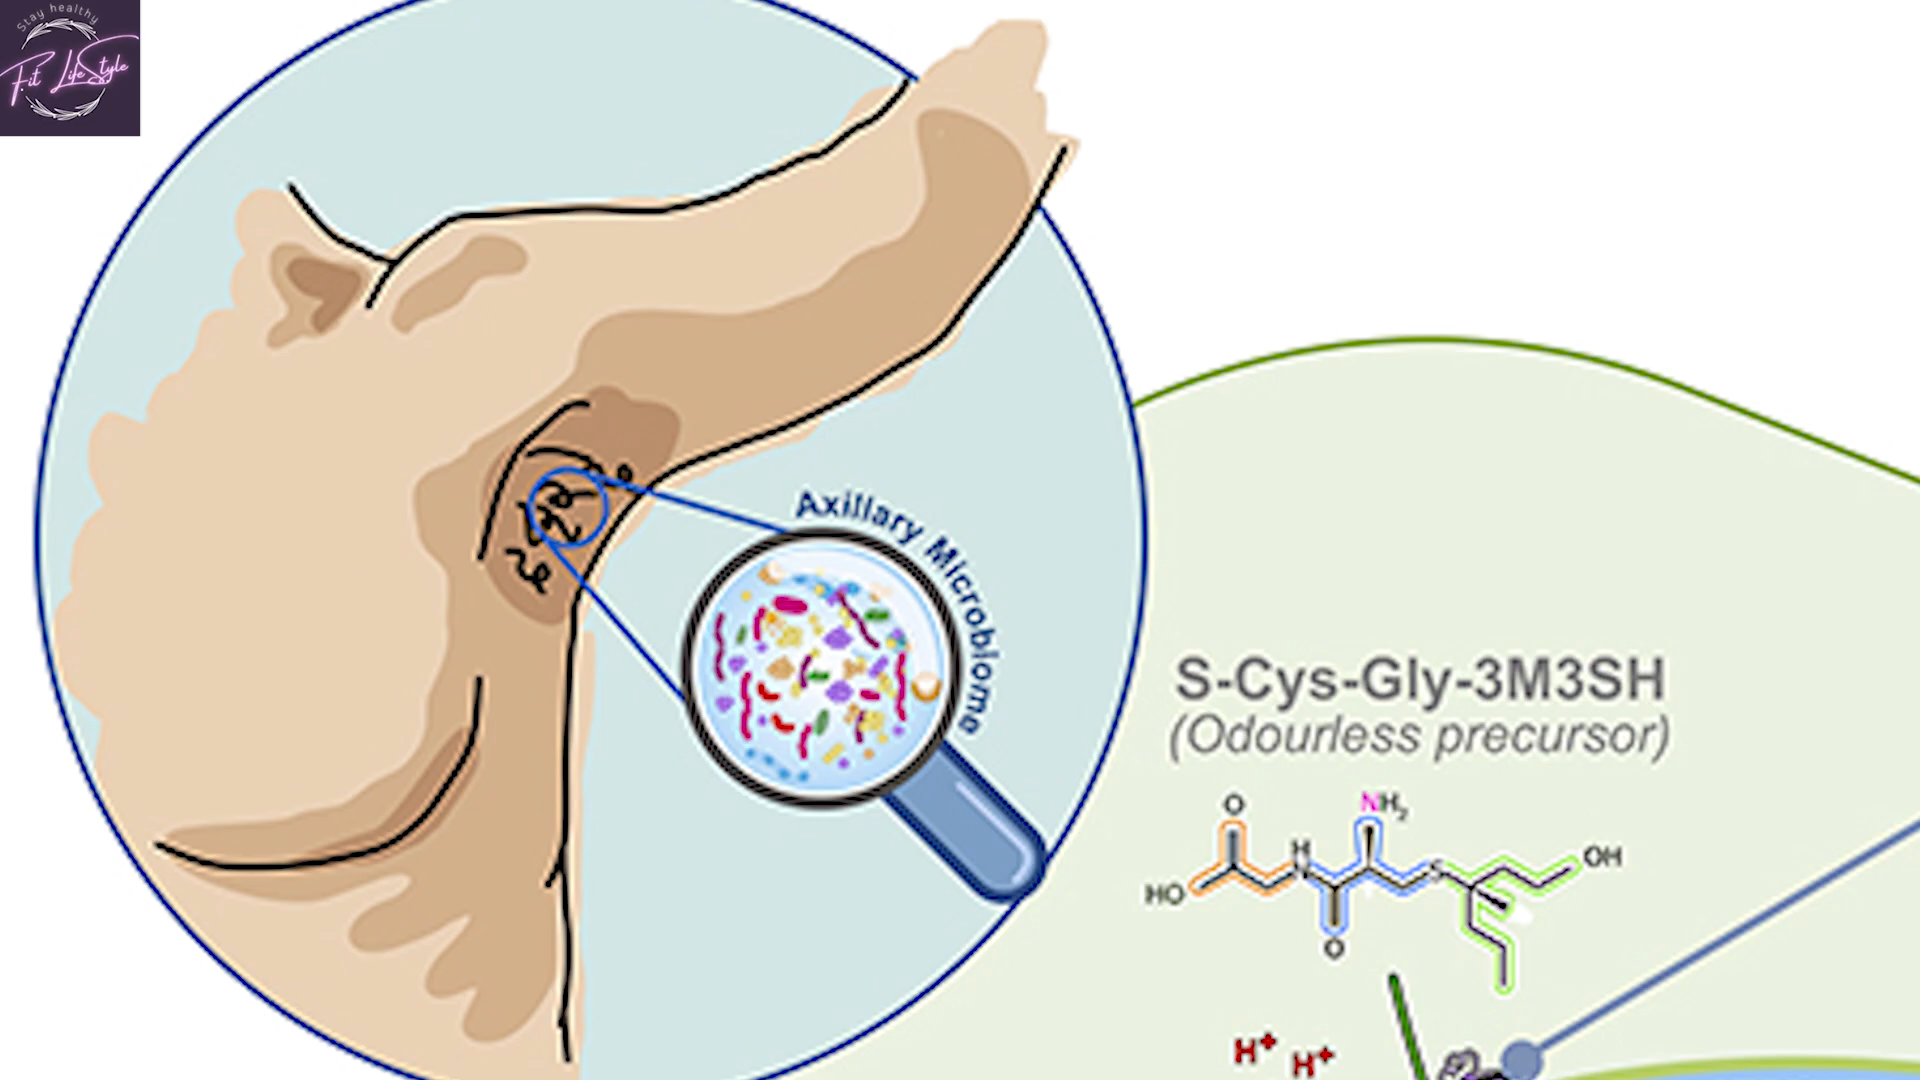 Stay healthy
Fit LifeStyle
Axillary Microbiome
S-Cys-Gly-3M3SH
(Odourless precursor)
O
NH₂
H
N
S
OH
HO
O
H⁺ H⁺